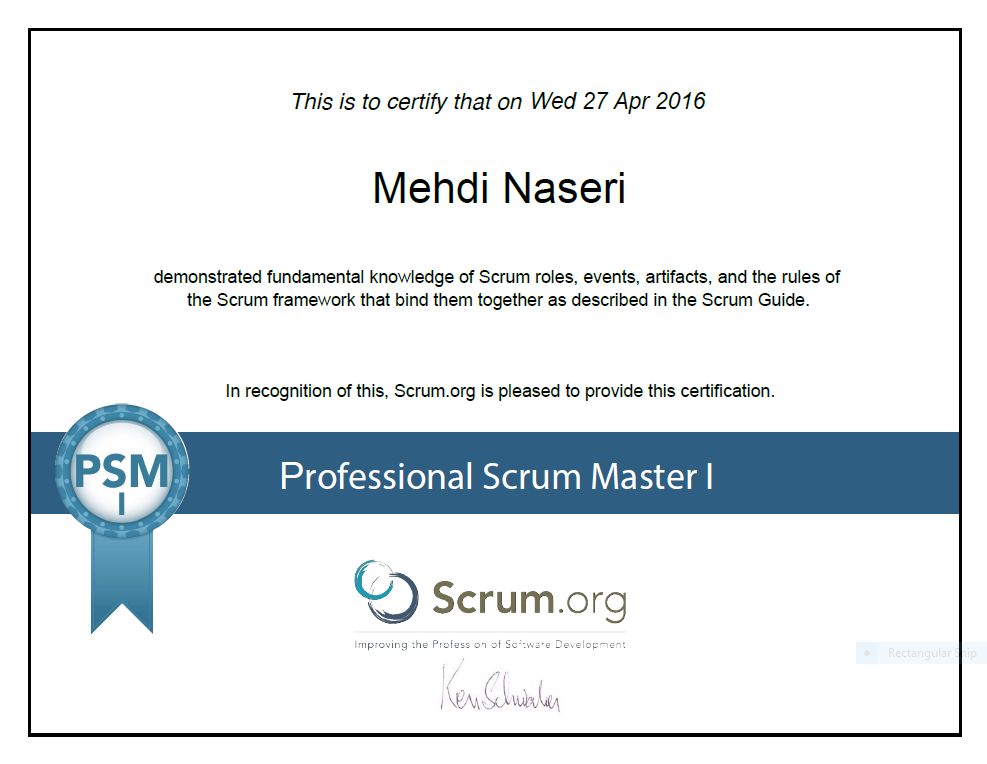 This is to certify that on Wed 27 Apr 2016
Mehdi Naseri
demonstrated fundamental knowledge of Scrum roles, events, artifacts, and the rules of
the Scrum framework that bind them together as described in the Scrum Guide.
In recognition of this, Scrum.org is pleased to provide this certification.
PSM
I
Professional Scrum Master I
Scrum.org
Improving the Profession of Software Development
Rectangular Snip
Ken Schwaber